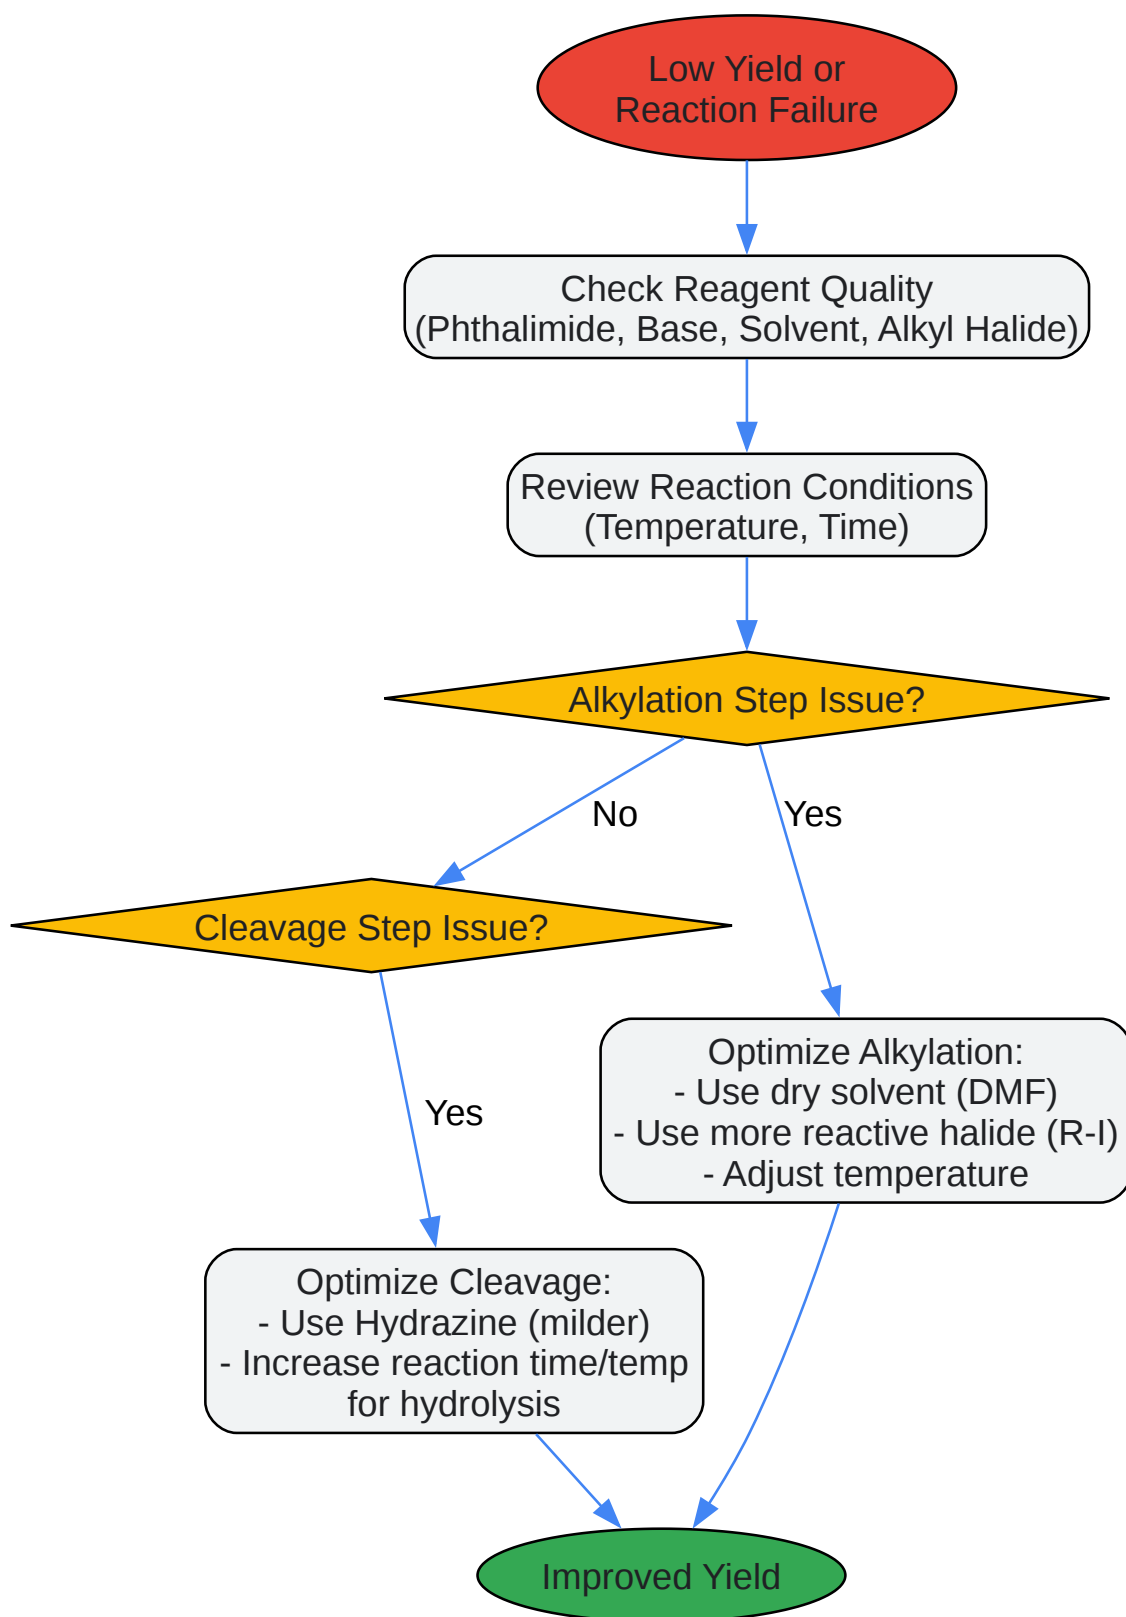 Low Yield or
Reaction Failure
Check Reagent Quality
(Phthalimide, Base, Solvent, Alkyl Halide)
Review Reaction Conditions
(Temperature, Time)
Alkylation Step Issue?
No
Yes
Cleavage Step Issue?
Optimize Alkylation:
- Use dry solvent (DMF)
- Use more reactive halide (R-I)
- Adjust temperature
Yes
Optimize Cleavage:
- Use Hydrazine (milder)
- Increase reaction time/temp
for hydrolysis
Improved Yield